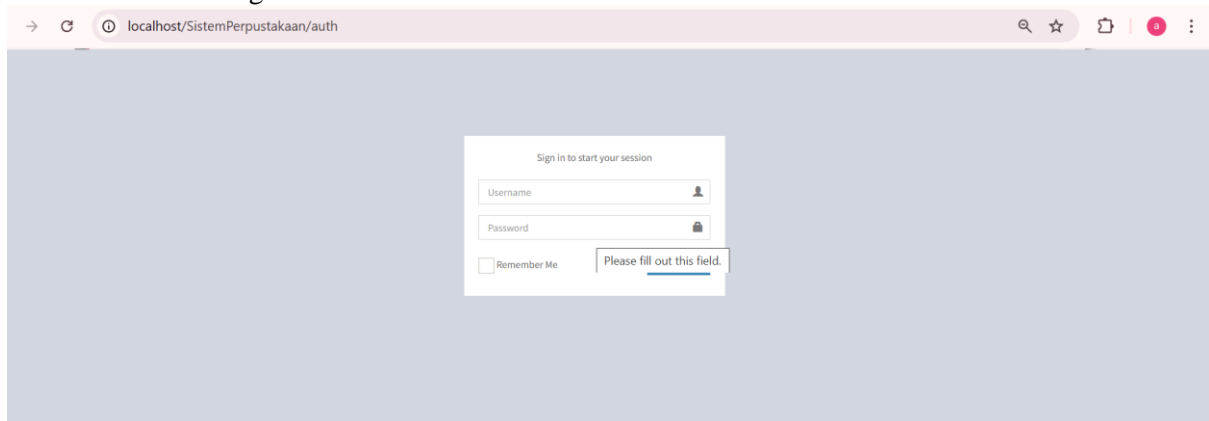 localhost/SistemPerpustakaan/auth
a
Sign in to start your session
Username
Password
Remember Me
Please fill out this field.